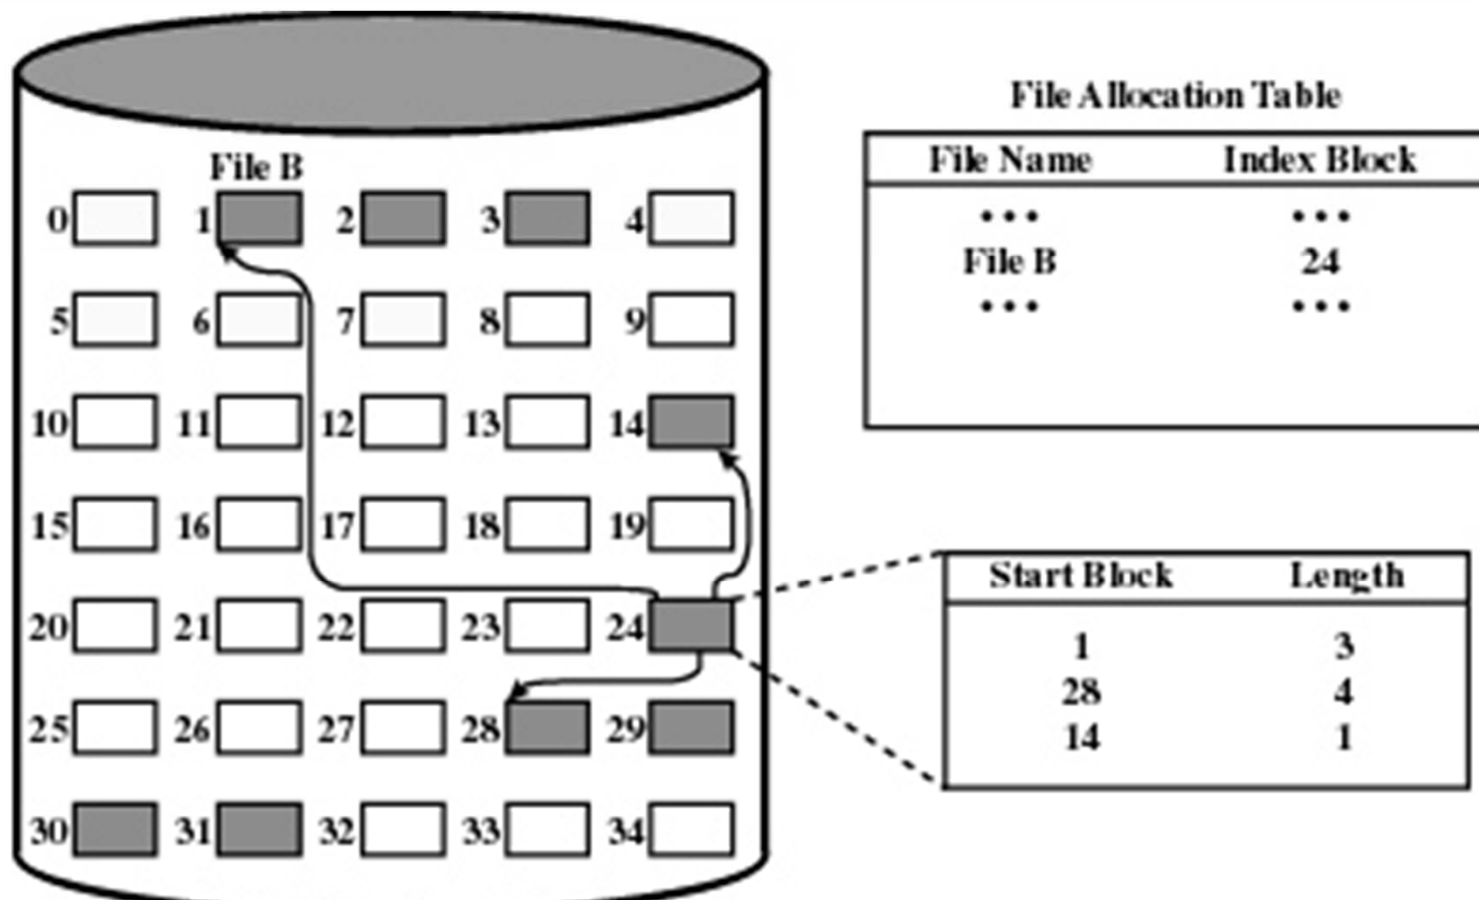 File B
0 1 2 3 4
5 6 7 8 9
10 11 12 13 14
15 16 17 18 19
20 21 22 23 24
25 26 27 28 29
30 31 32 33 34
File Allocation Table
File Name Index Block
• • • • • •
File B 24
• • • • • •
Start Block Length
1 3
28 4
14 1